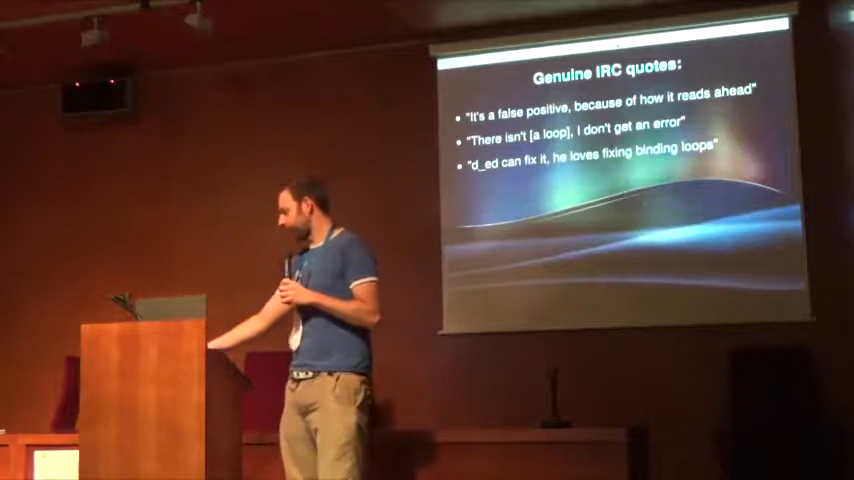 Genuine IRC quotes:
• "It's a false positive, because of how it reads ahead"
• "There isn't [a loop], I don't get an error"
• "d_ed can fix it, he loves fixing binding loops"